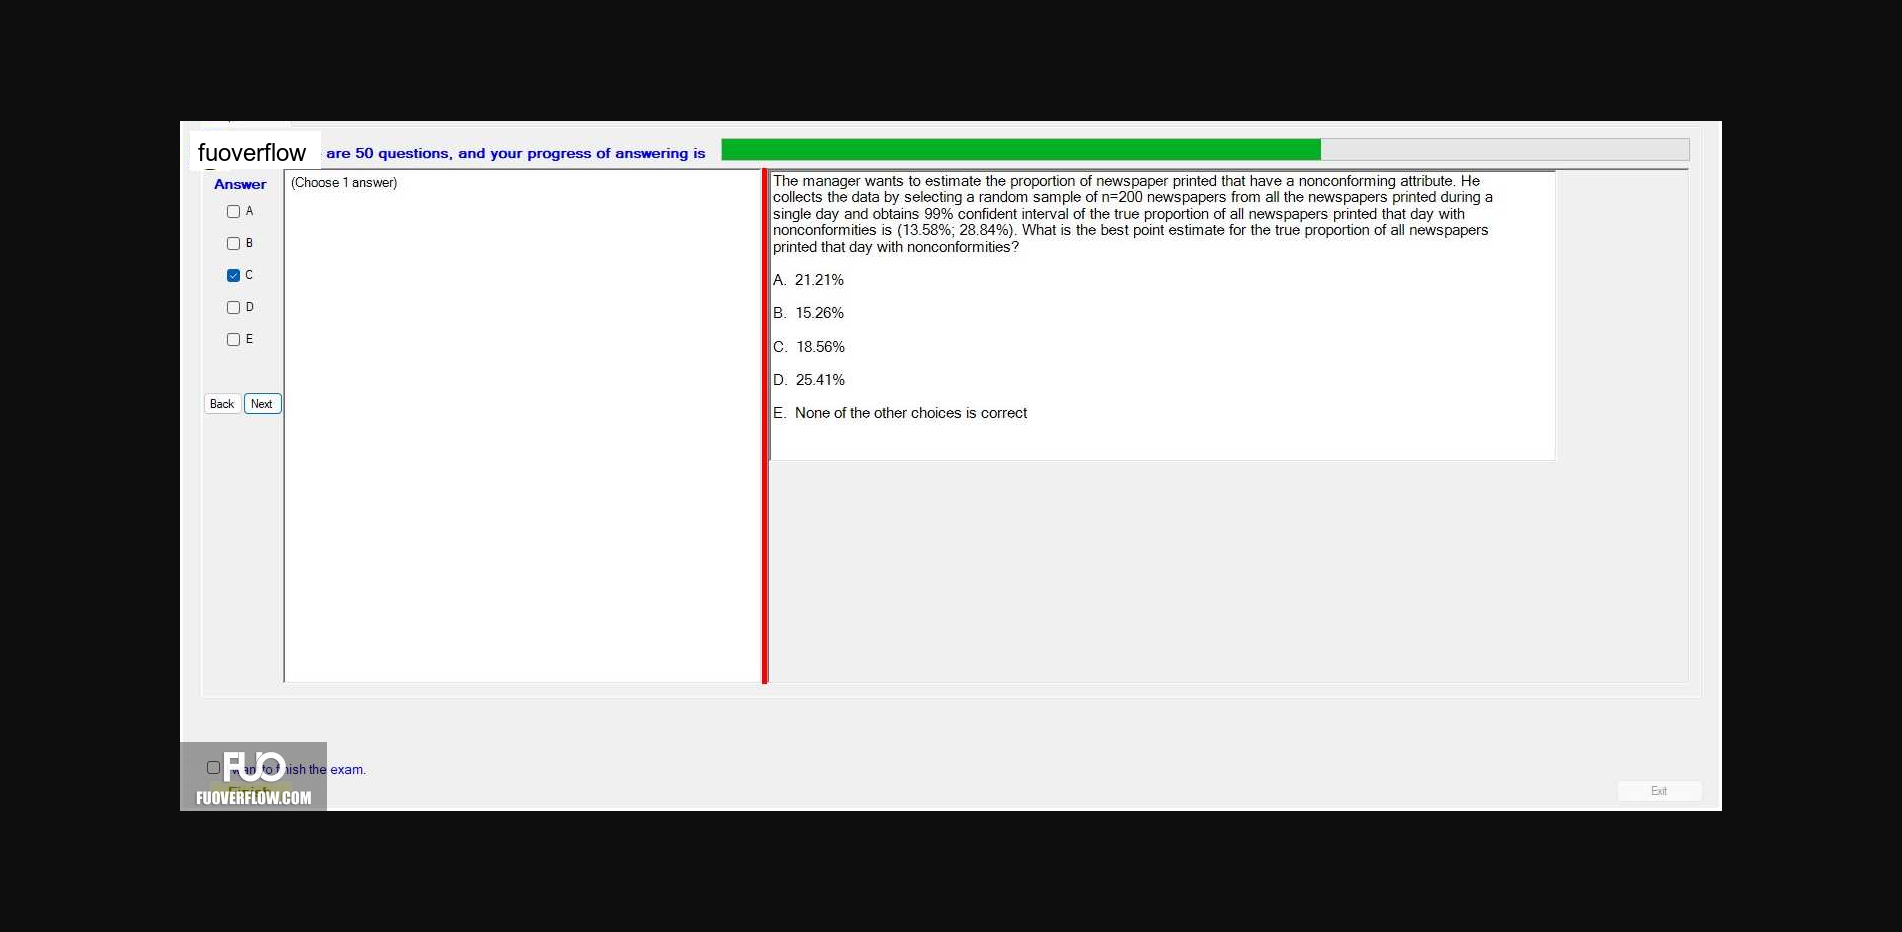 fuoverflow
are 50 questions, and your progress of answering is
Answer
(Choose 1 answer)
A
B
C
D
E
Back Next
The manager wants to estimate the proportion of newspaper printed that have a nonconforming attribute. He
collects the data by selecting a random sample of n=200 newspapers from all the newspapers printed during a
single day and obtains 99% confident interval of the true proportion of all newspapers printed that day with
nonconformities is (13.58%; 28.84%). What is the best point estimate for the true proportion of all newspapers
printed that day with nonconformities?
A. 21.21%
B. 15.26%
C. 18.56%
D. 25.41%
E. None of the other choices is correct
the exam.
FUO
FUOVERFLOW.COM
Exit